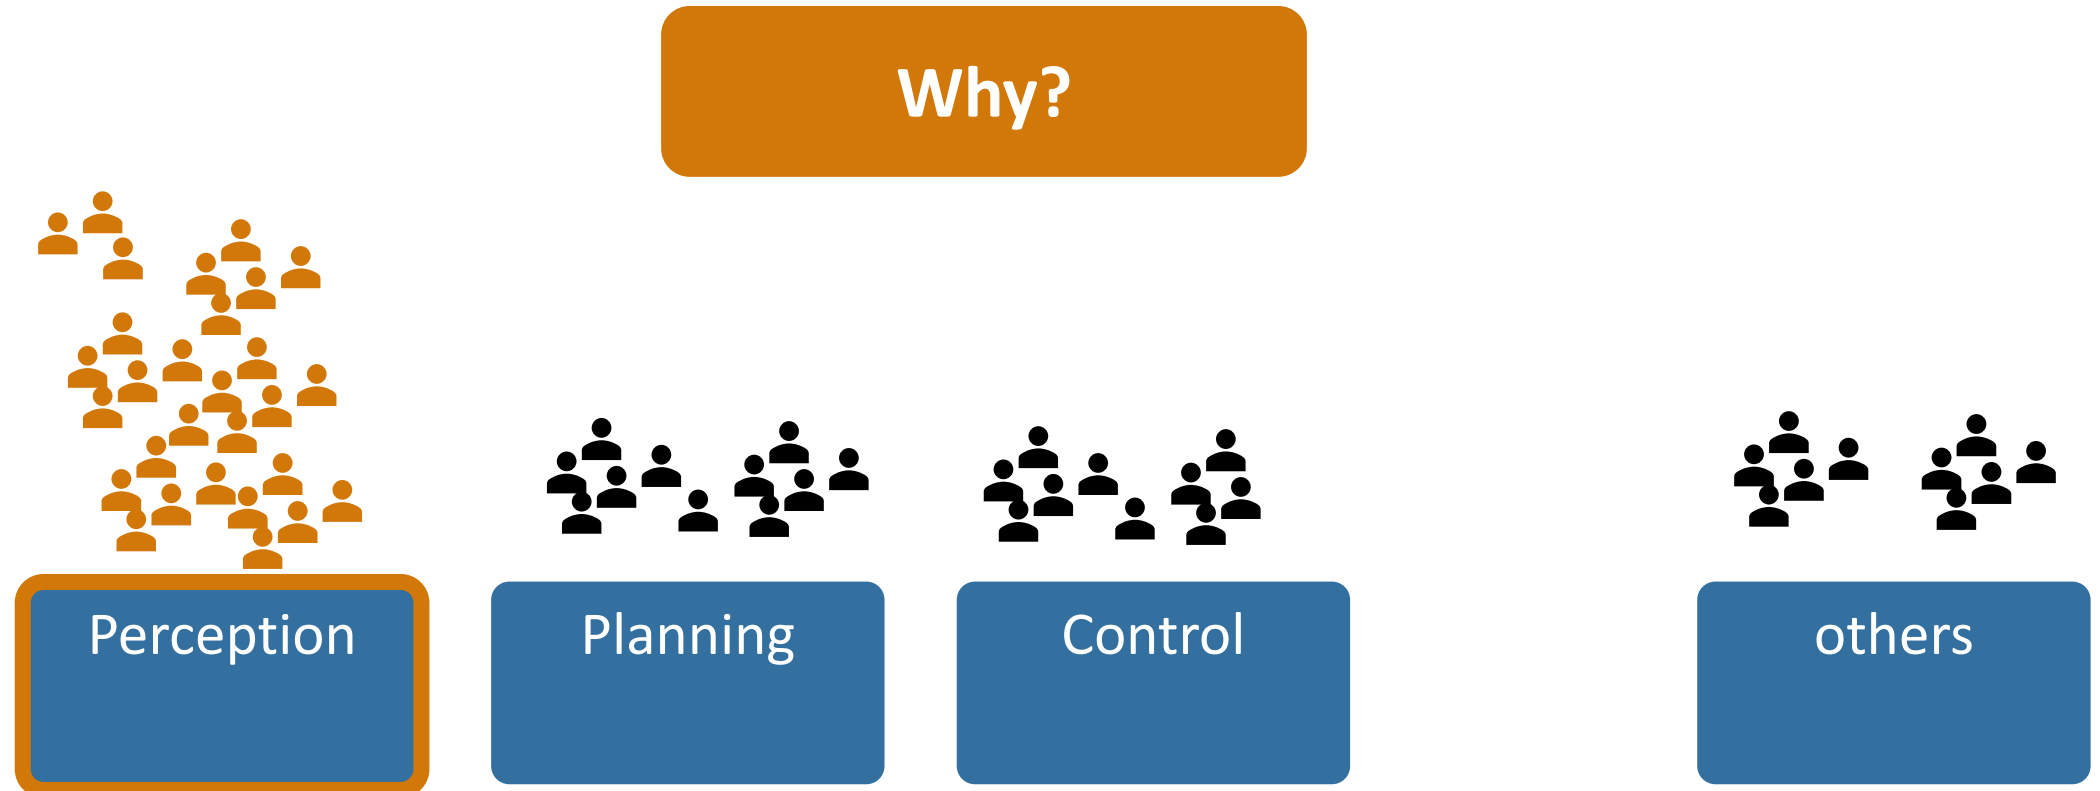 Why?
Perception
Planning
Control
others